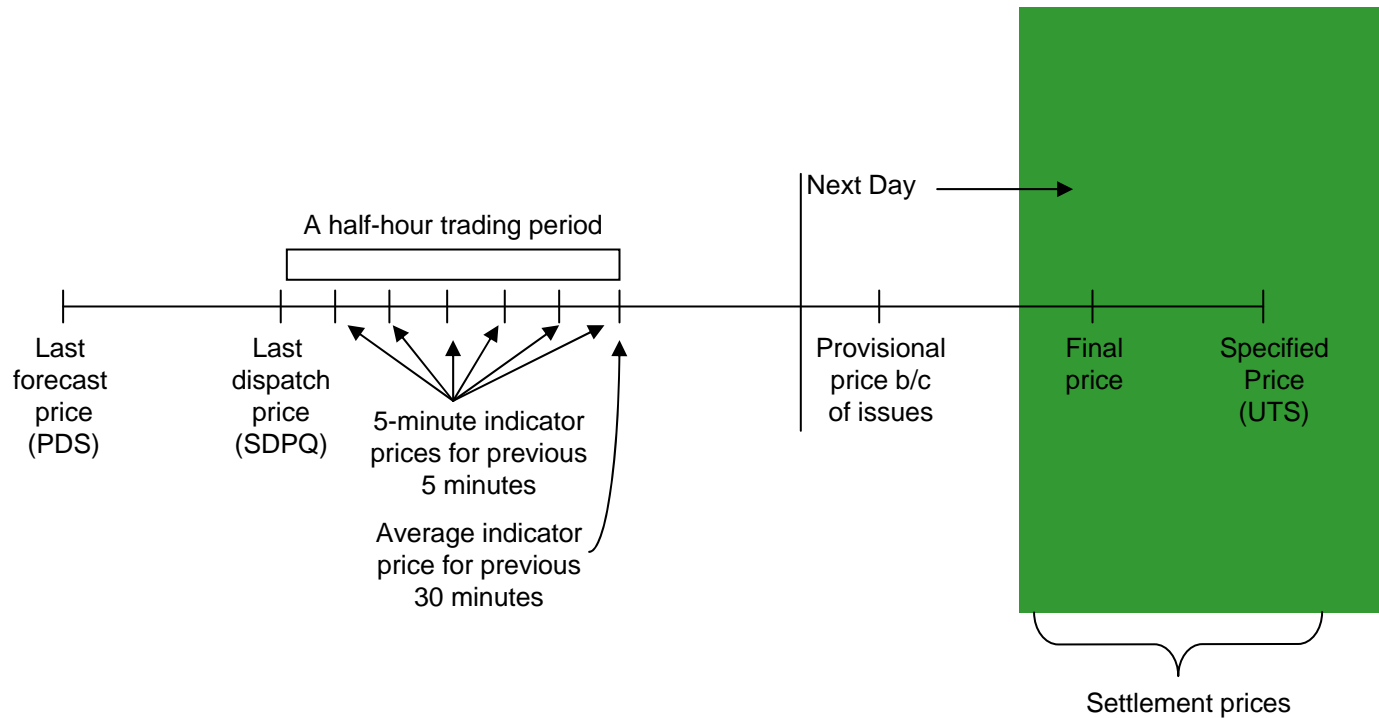 Next Day
A half-hour trading period
Last
forecast
price
(PDS)
Last
dispatch
price
(SDPQ)
5-minute indicator
prices for previous
5 minutes
Average indicator
price for previous
30 minutes
Provisional
price b/c
of issues
Final
price
Specified
Price
(UTS)
Settlement prices